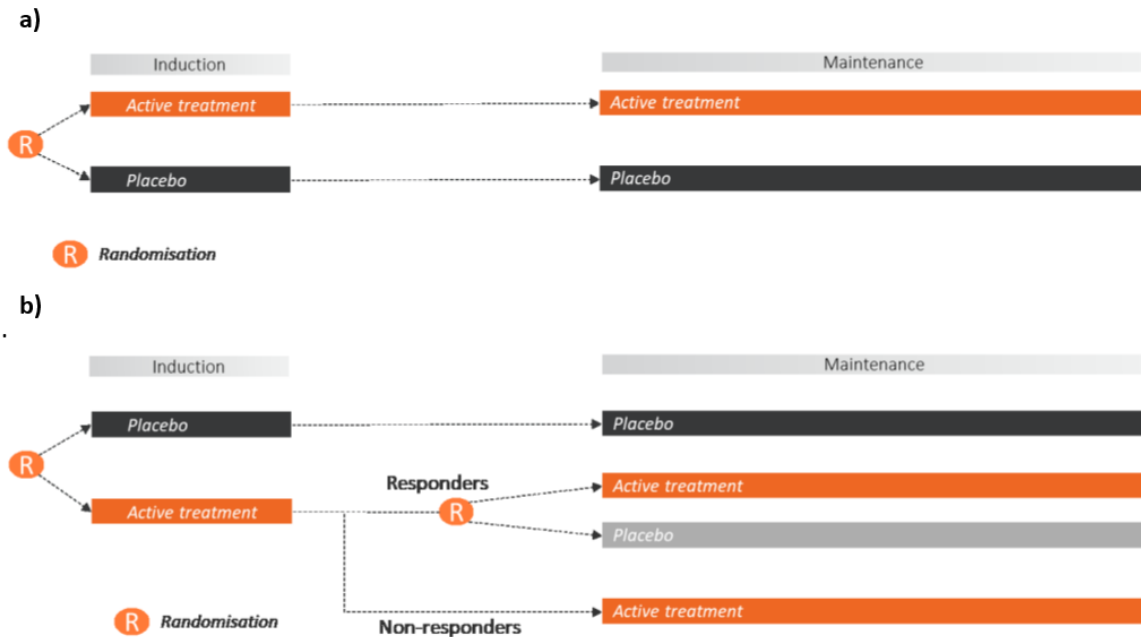 a)
Induction
Maintenance
Active treatment
Active treatment
R
Placebo
Placebo
R Randomisation
b)
.
Induction
Maintenance
Placebo
Placebo
R
Responders
Active treatment
Active treatment
R
Placebo
Active treatment
R Randomisation
Non-responders